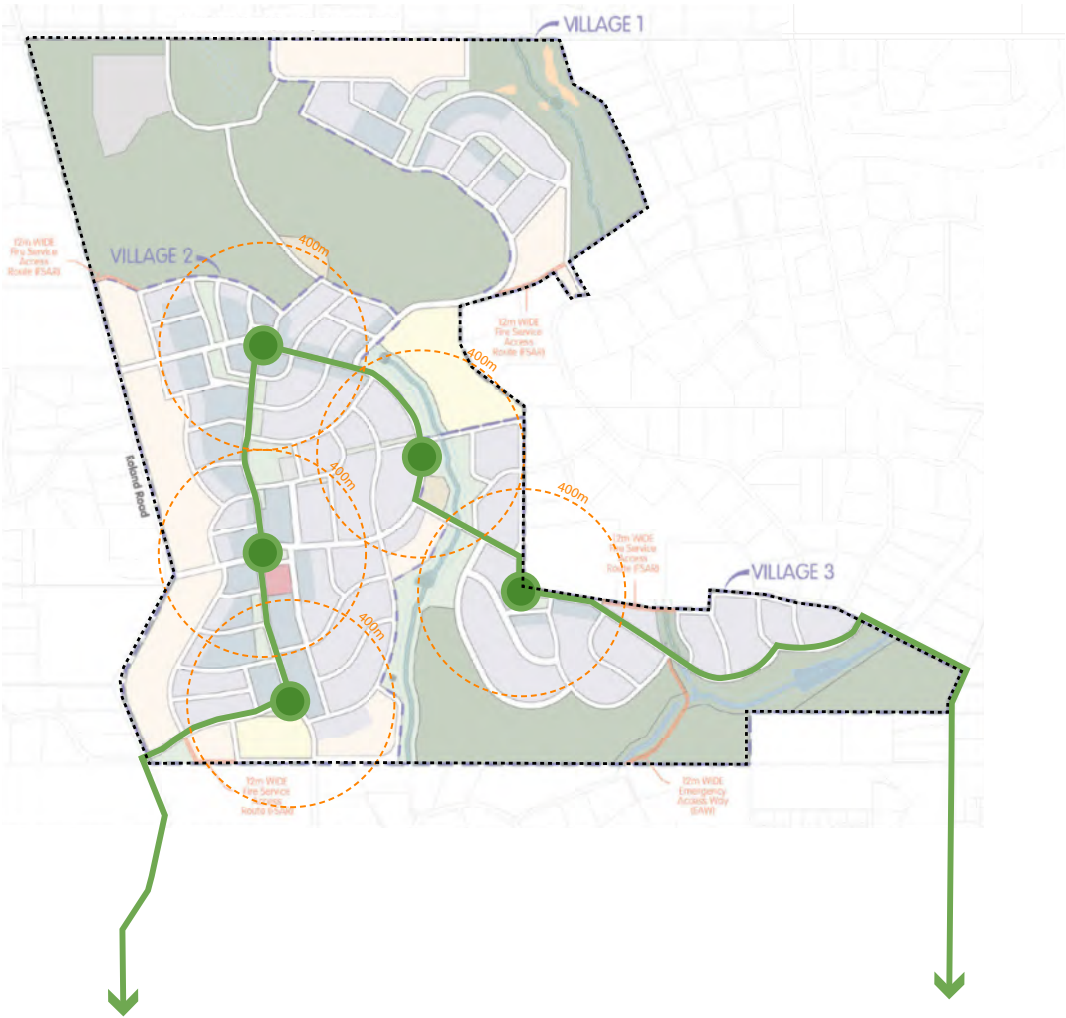 VILLAGE 1
12m WIDE
Fire Service
Access
Route (FSAR)
VILLAGE 2
400m
12m WIDE
Fire Service
Access
Route (FSAR)
400m
Road
400m
400m
12m WIDE
Fire Service
Access
Route (FSAR)
VILLAGE 3
400m
12m WIDE
Fire Service
Access
Route (FSAR)
12m WIDE
Emergency
Access Way
(EAW)